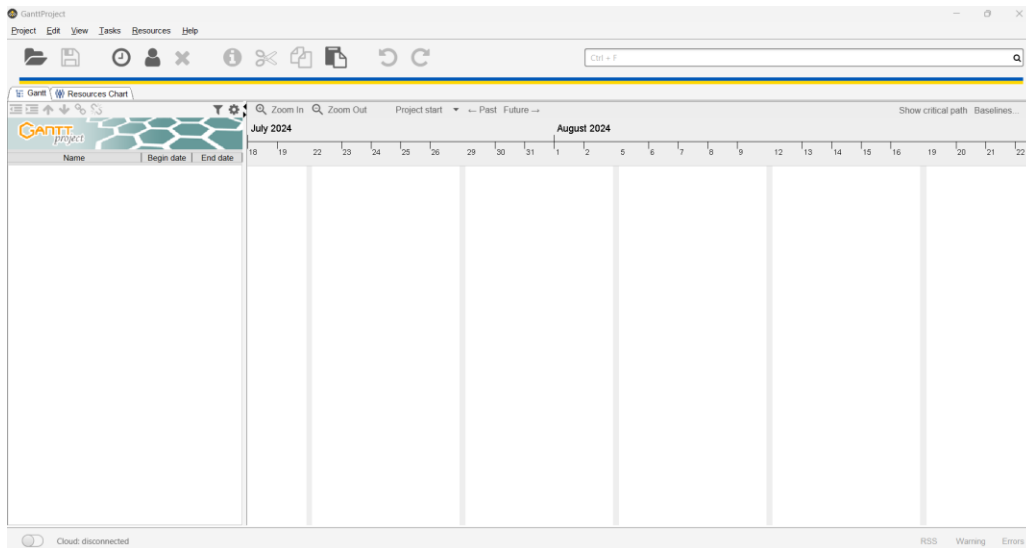 GanttProject
Project Edit View Tasks Resources Help
Ctrl + F
Gantt Resources Chart
Zoom In Zoom Out Project start ← Past Future → Show critical path Baselines...
GANTT project
July 2024 August 2024
18 19 22 23 24 25 26 29 30 31 1 2 5 6 7 8 9 12 13 14 15 16 19 20 21 22
Name Begin date End date
Cloud: disconnected RSS Warning Errors